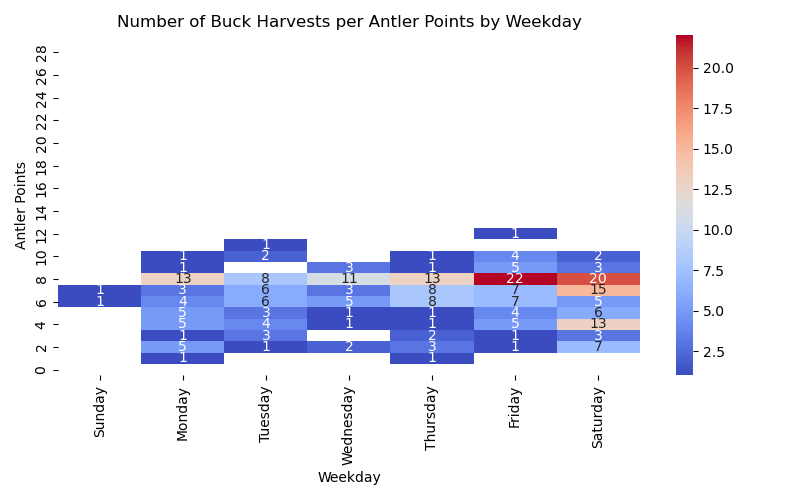 Number of Buck Harvests per Antler Points by Weekday
28
26
24
22
20
18
16
14
12
10
8
6
4
2
0
Antler Points
1
1
1 2 1 4 2
1 3 1 5 3
13 8 11 13 22 20
1 3 6 3 8 7 15
1 4 6 5 8 7 5
5 3 1 1 4 6
5 4 1 1 5 13
1 3 2 1 3
5 1 2 3 1 7
1 1
Sunday
Monday
Tuesday
Wednesday
Thursday
Friday
Saturday
Weekday
20.0
17.5
15.0
12.5
10.0
7.5
5.0
2.5